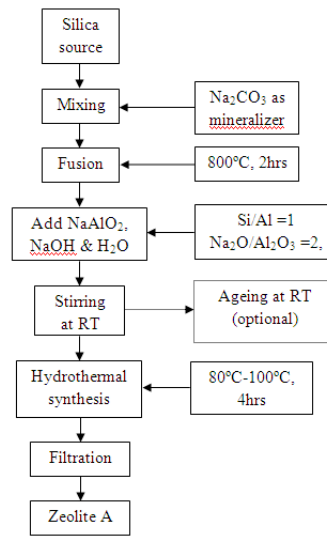 Silica
source
Mixing
Na₂CO₃ as
mineralizer
Fusion
800°C, 2hrs
Add NaAlO₂,
NaOH & H₂O
Si/Al =1
Na₂O/Al₂O₃ =2,
Stirring
at RT
Ageing at RT
(optional)
Hydrothermal
synthesis
80°C-100°C,
4hrs
Filtration
Zeolite A